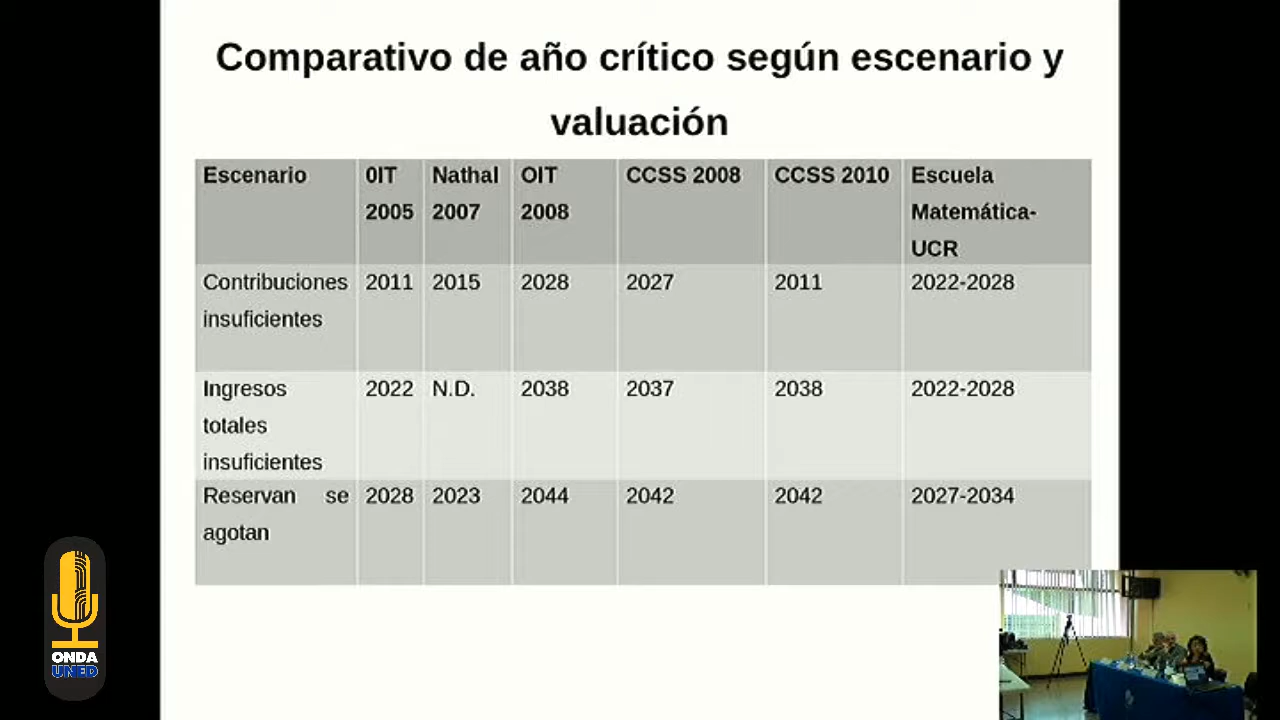 Comparativo de año crítico según escenario y
valuación
Escenario 0IT 2005 Nathal 2007 OIT 2008 CCSS 2008 CCSS 2010 Escuela Matemática-UCR
Contribuciones insuficientes 2011 2015 2028 2027 2011 2022-2028
Ingresos totales insuficientes 2022 N.D. 2038 2037 2038 2022-2028
Reservan se agotan 2028 2023 2044 2042 2042 2027-2034
ONDA
UNED